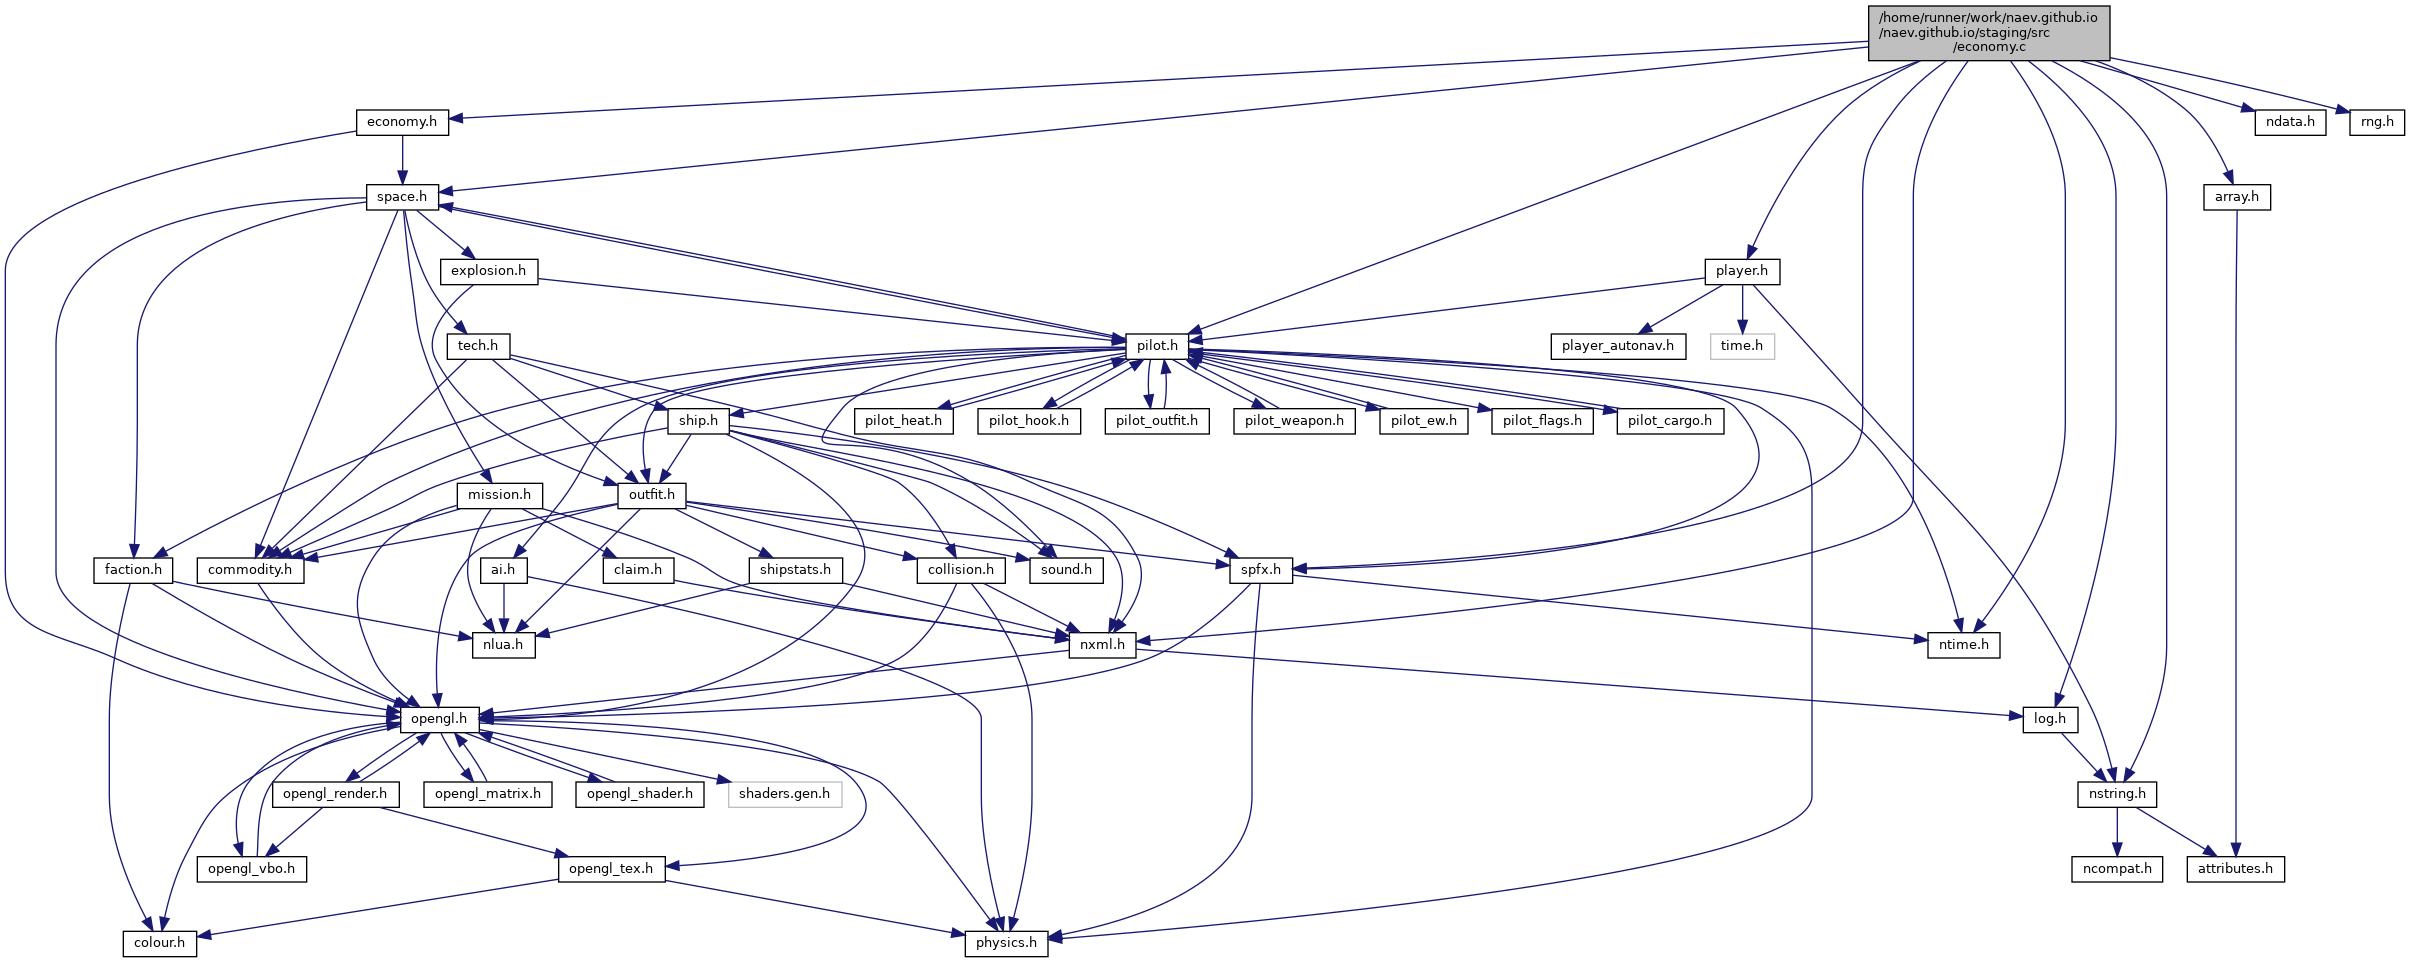 /home/runner/work/naev.github.io
/naev.github.io/staging/src
/economy.c
economy.h
ndata.h
rng.h
space.h
array.h
explosion.h
player.h
tech.h
pilot.h
player_autonav.h
time.h
ship.h
pilot_heat.h
pilot_hook.h
pilot_outfit.h
pilot_weapon.h
pilot_ew.h
pilot_flags.h
pilot_cargo.h
mission.h
outfit.h
faction.h
commodity.h
ai.h
claim.h
shipstats.h
collision.h
sound.h
spfx.h
nlua.h
nxml.h
ntime.h
opengl.h
log.h
opengl_render.h
opengl_matrix.h
opengl_shader.h
shaders.gen.h
nstring.h
opengl_vbo.h
opengl_tex.h
ncompat.h
attributes.h
colour.h
physics.h